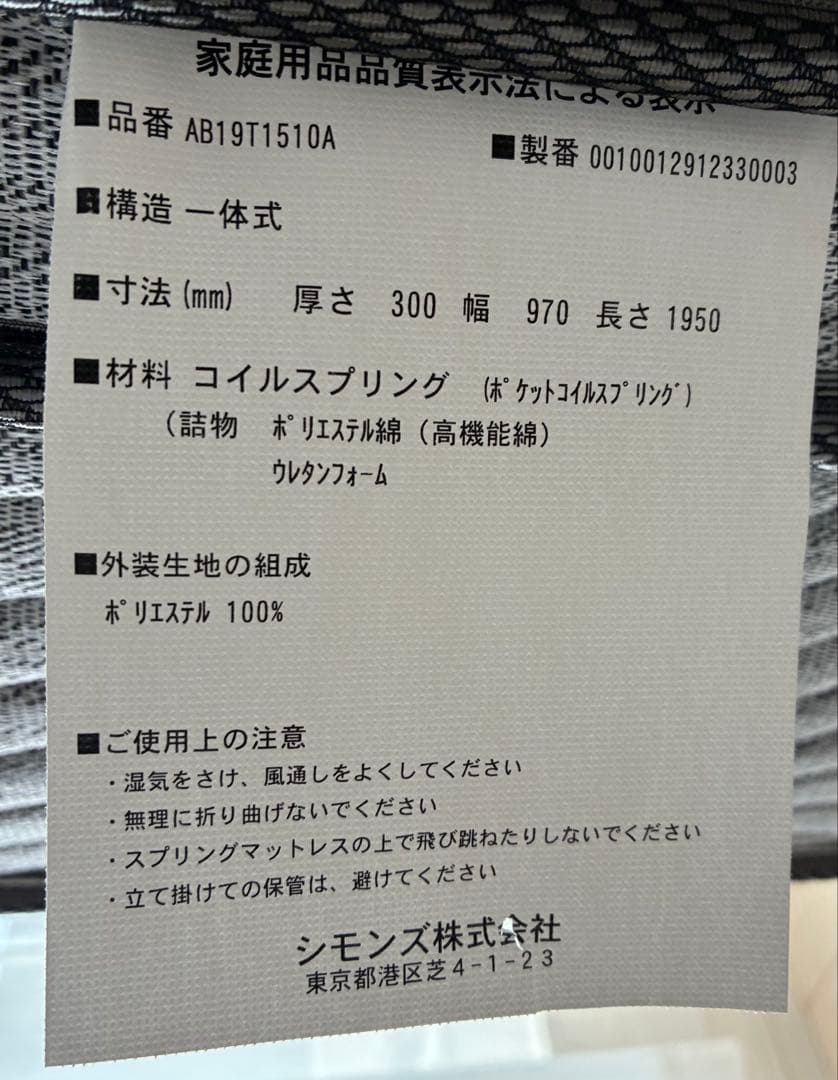 家庭用品品質表示法による表示
■品番 AB19T1510A
■製番 0010012912330003
■構造 一体式
■寸法(mm) 厚さ 300 幅 970 長さ 1950
■材料 コイルスプリング (ﾎﾟｹｯﾄｺｲﾙｽﾌﾟﾘﾝｸﾞ)
(詰物 ﾎﾟﾘｴｽﾃﾙ綿 (高機能綿)
ｳﾚﾀﾝﾌｫｰﾑ
■外装生地の組成
ﾎﾟﾘｴｽﾃﾙ 100%
■ご使用上の注意
・湿気をさけ、風通しをよくしてください
・無理に折り曲げないでください
・スプリングマットレスの上で飛び跳ねたりしないでください
・立て掛けての保管は、避けてください
シモンズ株式会社
東京都港区芝4-1-23